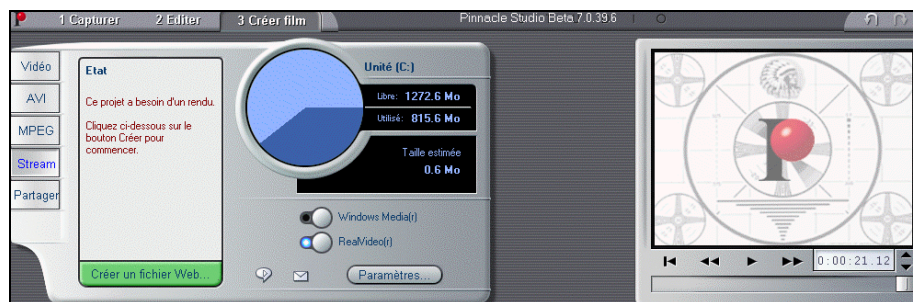 1 Capturer 2 Editer 3 Créer film Pinnacle Studio Beta 7.0.39.6
Vidéo
AVI
MPEG
Stream
Partager
Etat
Ce projet a besoin d'un rendu.
Cliquez ci-dessous sur le
bouton Créer pour
commencer.
Créer un fichier Web...
Unité (C:)
Libre: 1272.6 Mo
Utilisé: 815.6 Mo
Taille estimée
0.6 Mo
Windows Media(r)
RealVideo(r)
Paramètres...
P
0:00:21.12